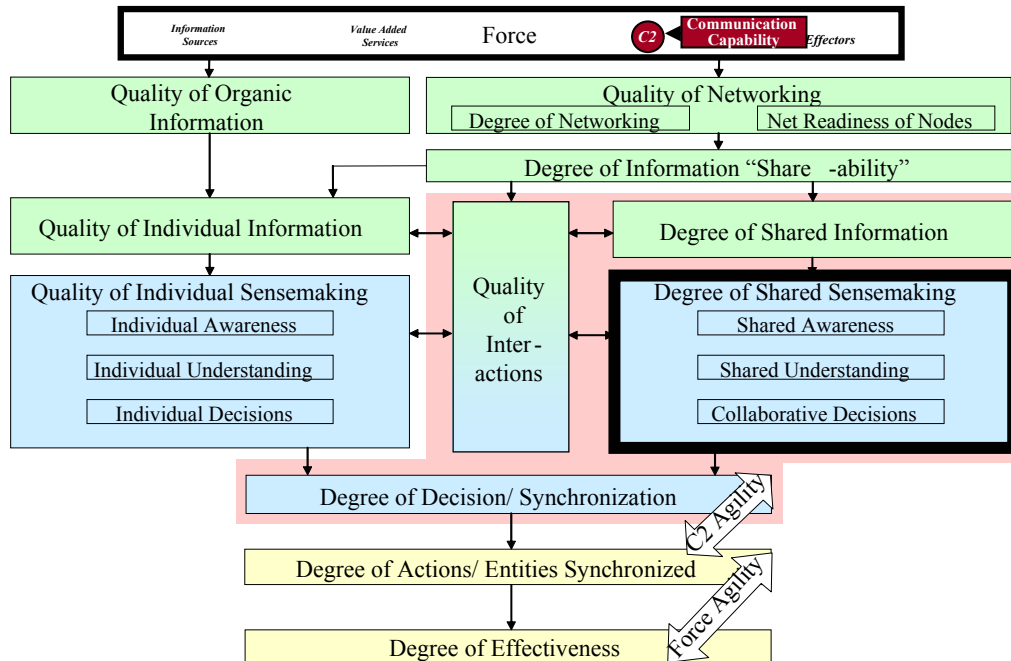 Information
Sources
Value Added
Services
Force
C2
Communication
Capability
Effectors
Quality of Organic
Information
Quality of Networking
Degree of Networking
Net Readiness of Nodes
Degree of Information “Share -ability”
Quality of Individual Information
Degree of Shared Information
Quality of Individual Sensemaking
Individual Awareness
Individual Understanding
Individual Decisions
Quality
of
Inter-
actions
Degree of Shared Sensemaking
Shared Awareness
Shared Understanding
Collaborative Decisions
Degree of Decision/ Synchronization
C2 Agility
Degree of Actions/ Entities Synchronized
Force Agility
Degree of Effectiveness